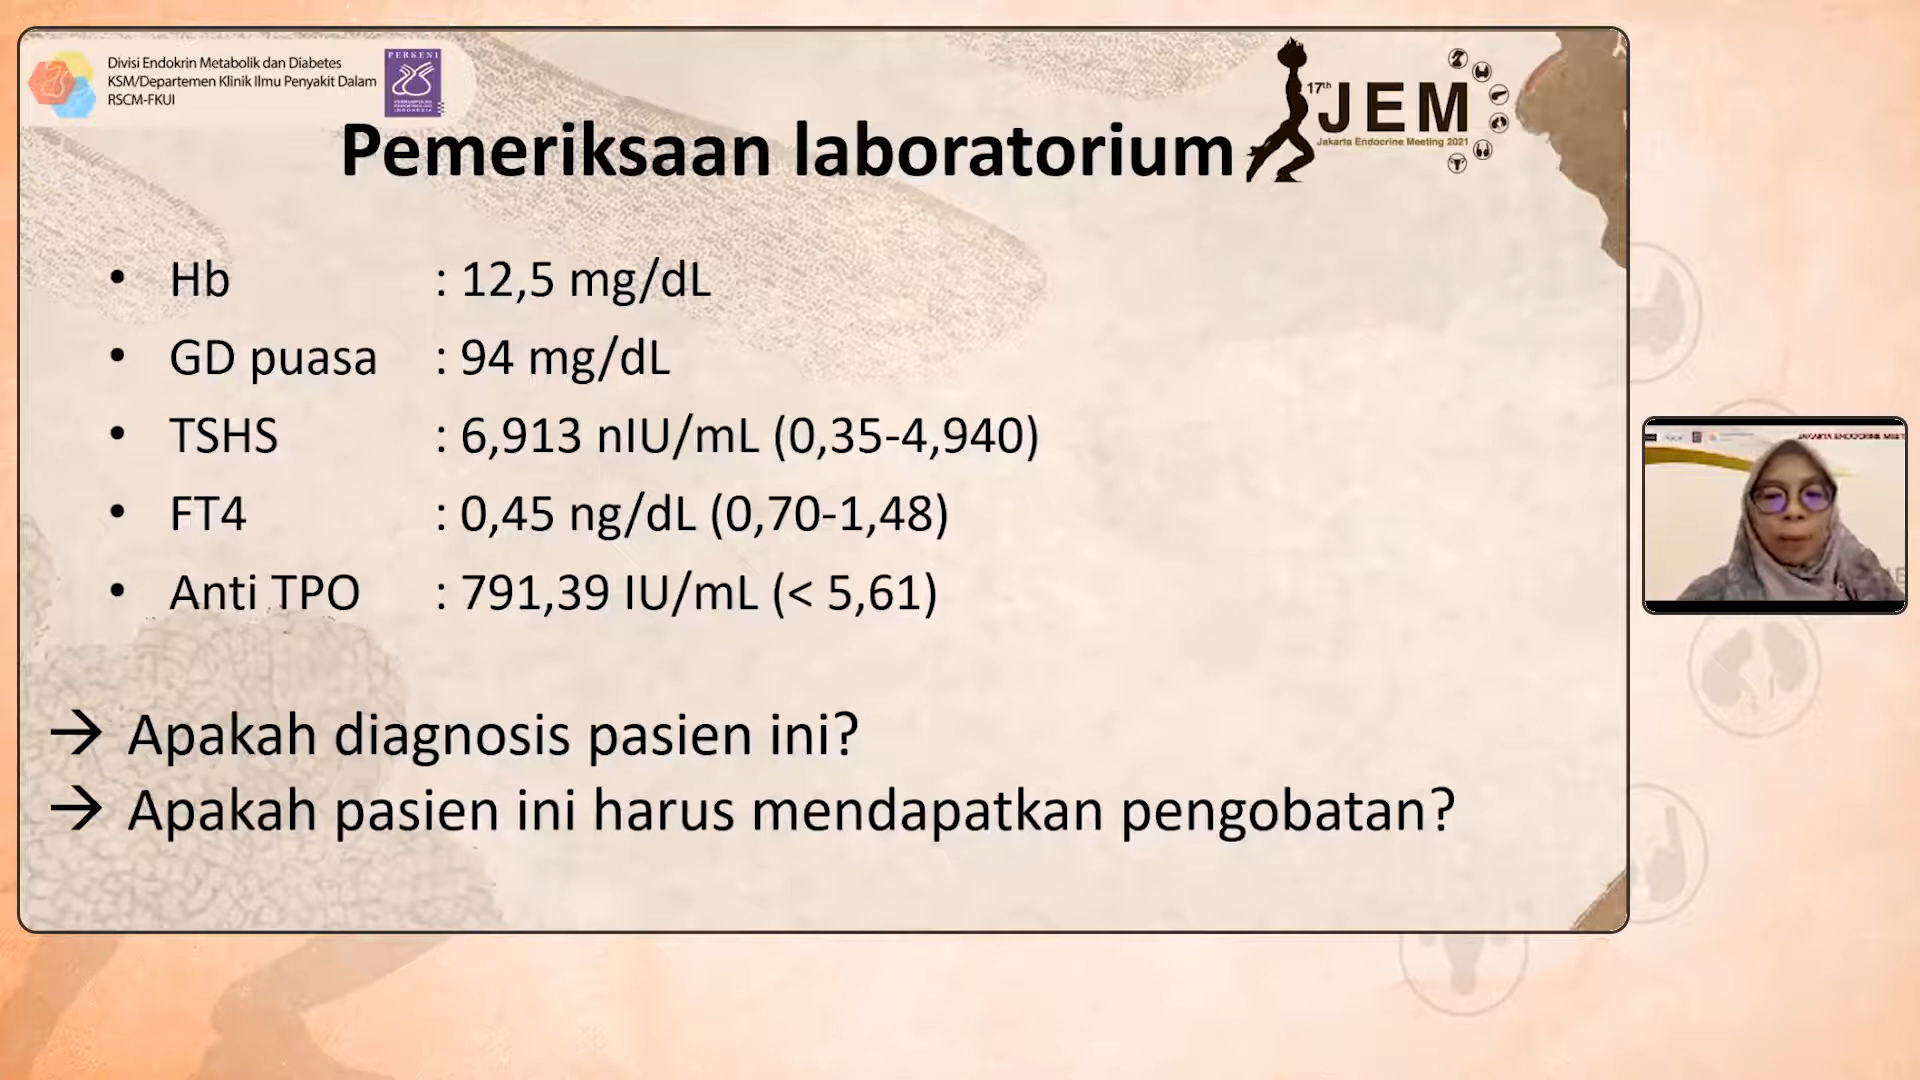 Divisi Endokrin Metabolik dan Diabetes
KSM/Departemen Klinik Ilmu Penyakit Dalam
RSCM-FKUI
PERKENI
17th JEM
Jakarta Endocrine Meeting 2021
Pemeriksaan laboratorium
• Hb : 12,5 mg/dL
• GD puasa : 94 mg/dL
• TSHS : 6,913 nIU/mL (0,35-4,940)
• FT4 : 0,45 ng/dL (0,70-1,48)
• Anti TPO : 791,39 IU/mL (< 5,61)
→ Apakah diagnosis pasien ini?
→ Apakah pasien ini harus mendapatkan pengobatan?
JAKARTA ENDOCRINE MEET